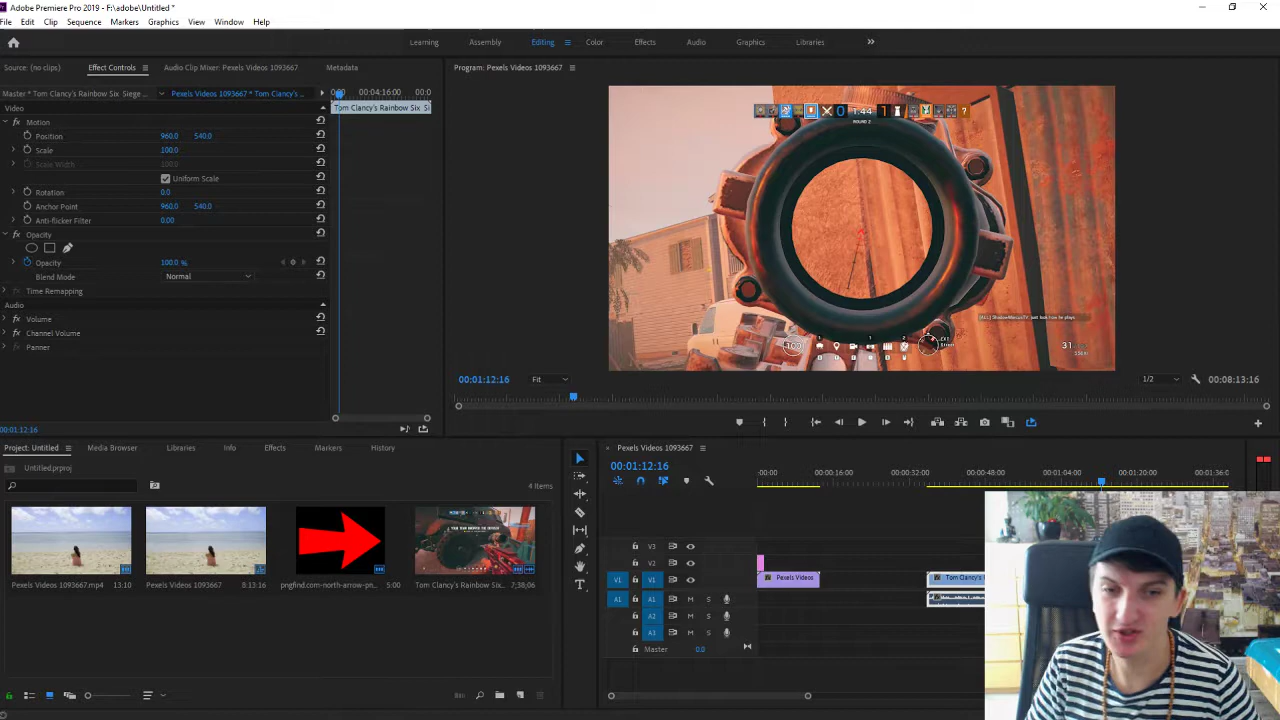 Adobe Premiere Pro 2019 - F:\adobe\Untitled *
File Edit Clip Sequence Markers Graphics View Window Help
Learning Assembly Editing Color Effects Audio Graphics Libraries
Source: (no clips) Effect Controls Audio Clip Mixer: Pexels Videos 1093667 Metadata
Program: Pexels Videos 1093667
Master * Tom Clancy's Rainbow Six Siege... Pexels Videos 1093667 * Tom Clancy's ...
00:04:16:00
Video
Tom Clancy's Rainbow Six Si
Motion
Position 960.0 540.0
Scale 100.0
Scale Width 100.0
Uniform Scale
Rotation 0.0
Anchor Point 960.0 540.0
Anti-flicker Filter 0.00
Opacity
Opacity 100.0 %
Blend Mode Normal
Time Remapping
Audio
Volume
Channel Volume
Panner
00:01:12:16
0 1:44 1
ROUND 2
100
31
00:01:12:16 Fit 1/2 00:08:13:16
Project: Untitled Media Browser Libraries Info Effects Markers History
Untitled.prproj
4 Items
Pexels Videos 1093667.mp4 13:10
Pexels Videos 1093667 8:13:16
pngfind.com-north-arrow-pn... 5:00
Tom Clancy's Rainbow Six... 7:38:06
Pexels Videos 1093667
00:01:12:16
:00:00 00:00:16:00 00:00:32:00 00:00:48:00 00:01:04:00 00:01:20:00 00:01:36:0
V3
V2
V1 V1 Pexels Videos Tom Clancy's
A1 A1 M S
A2 M S
A3 M S
Master 0.0